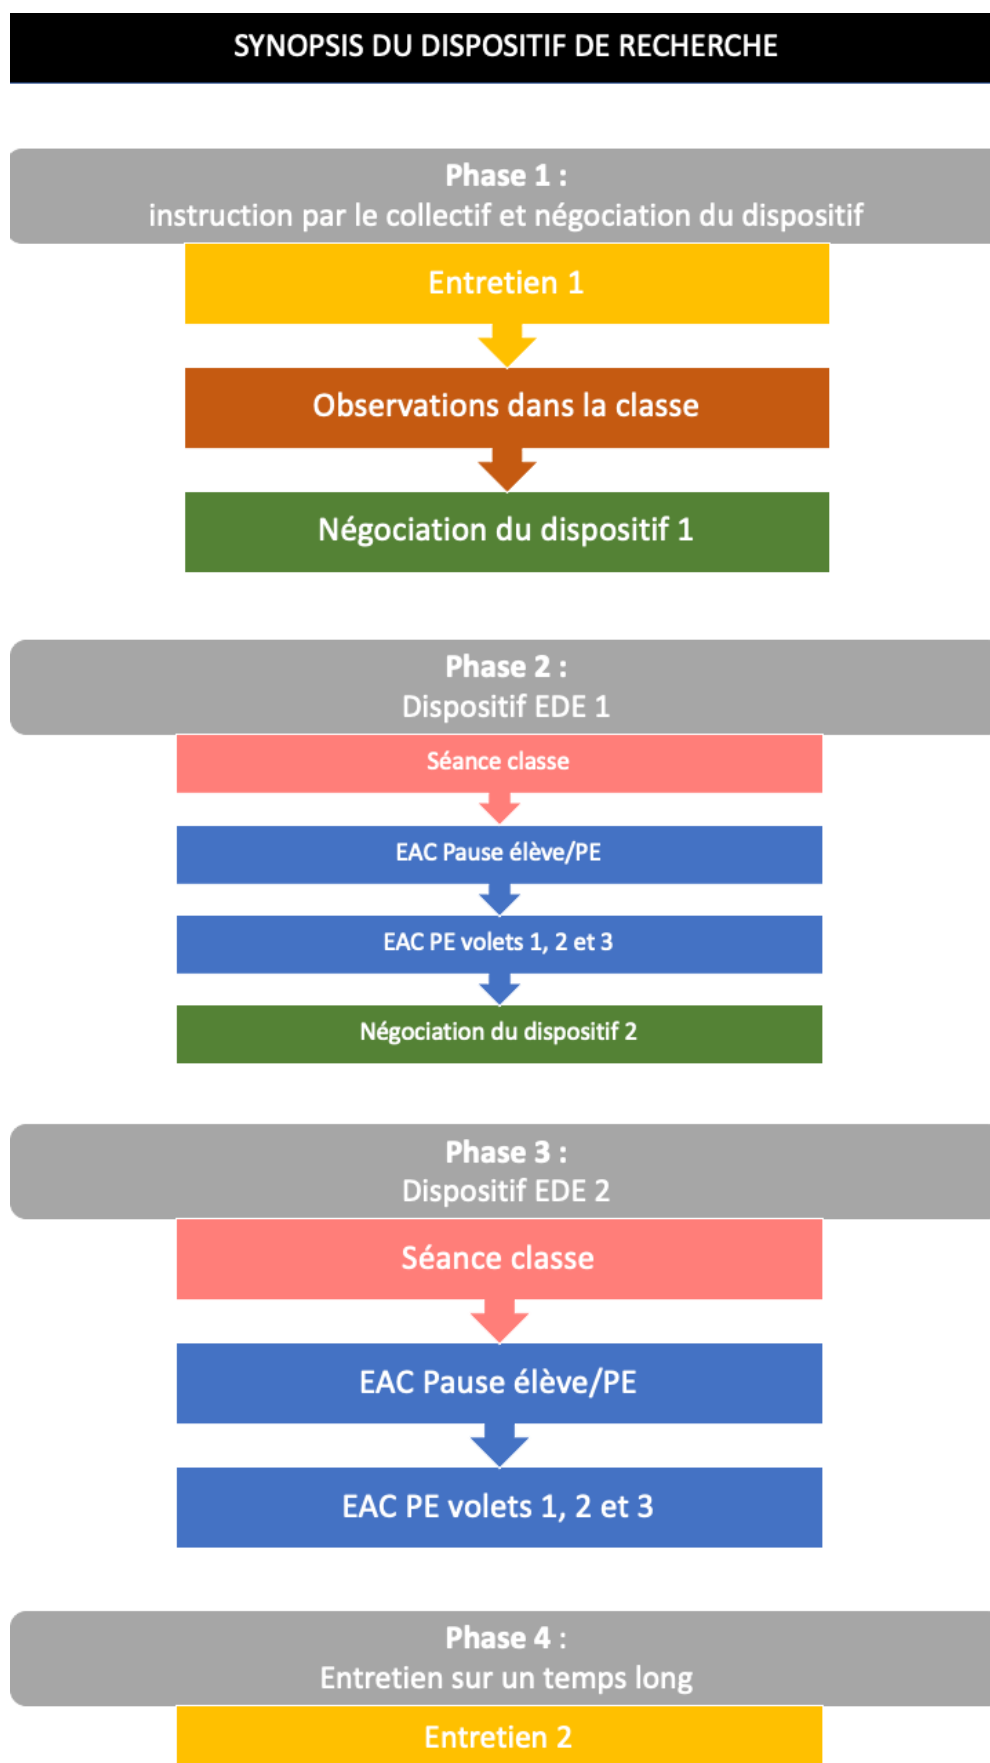 SYNOPSIS DU DISPOSITIF DE RECHERCHE
Phase 1 :
instruction par le collectif et négociation du dispositif
Entretien 1
Observations dans la classe
Négociation du dispositif 1
Phase 2 :
Dispositif EDE 1
Séance classe
EAC Pause élève/PE
EAC PE volets 1, 2 et 3
Négociation du dispositif 2
Phase 3 :
Dispositif EDE 2
Séance classe
EAC Pause élève/PE
EAC PE volets 1, 2 et 3
Phase 4 :
Entretien sur un temps long
Entretien 2